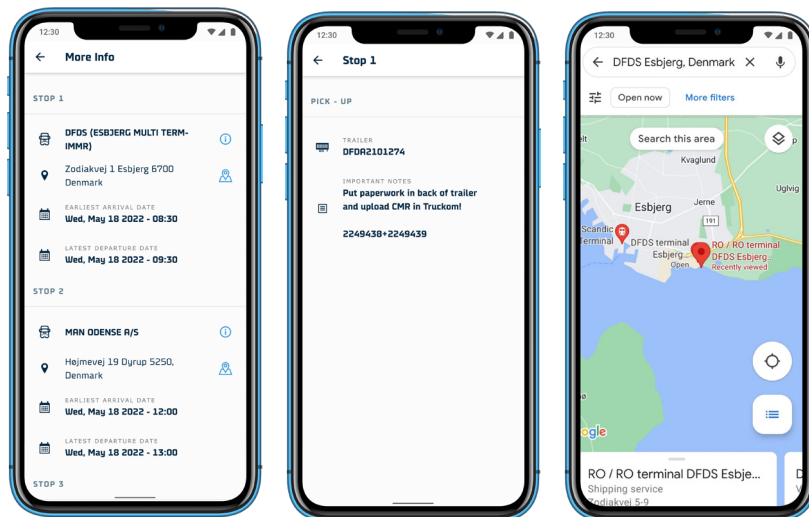 12:30
More Info
STOP 1
DFDS (ESBJERG MULTI TERM-
IMMR)
Zodiakvej 1 Esbjerg 6700
Denmark
EARLIEST ARRIVAL DATE
Wed, May 18 2022 - 08:30
LATEST DEPARTURE DATE
Wed, May 18 2022 - 09:30
STOP 2
MAN ODENSE A/S
Højmevej 19 Dyrup 5250,
Denmark
EARLIEST ARRIVAL DATE
Wed, May 18 2022 - 12:00
LATEST DEPARTURE DATE
Wed, May 18 2022 - 13:00
STOP 3
12:30
Stop 1
PICK - UP
TRAILER
DFDA2101274
IMPORTANT NOTES
Put paperwork in back of trailer
and upload CMR in Truckom!
2249438+2249439
12:30
DFDS Esbjerg, Denmark
Open now
More filters
Search this area
Kvaglund
Uglvig
Esbjerg
Jerne
191
Scandic
Terminal
DFDS terminal
Esbjerg...
Open
RO / RO terminal
DFDS Esbjerg...
Recently viewed
ogle
RO / RO terminal DFDS Esbje...
Shipping service
Zodiakvej 5-9